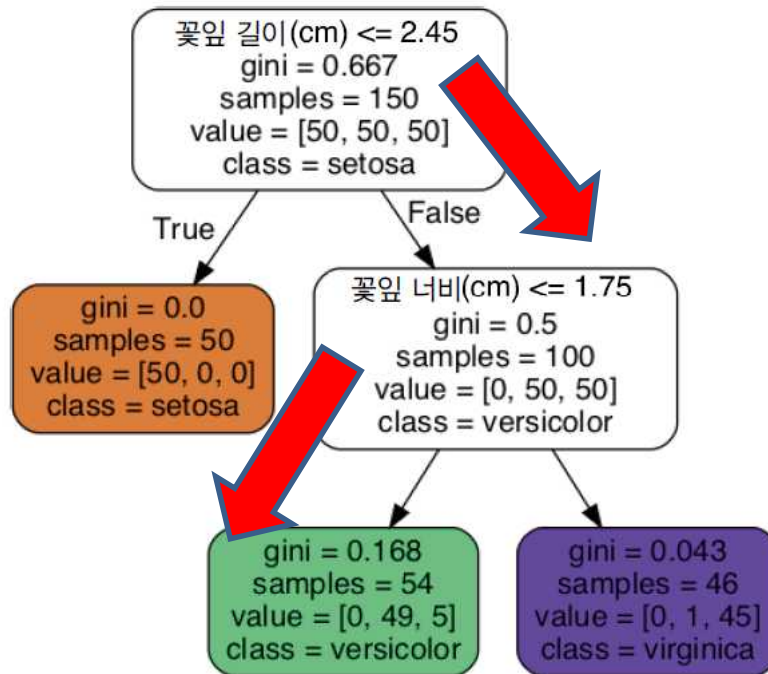 꽃잎 길이(cm) <= 2.45
gini = 0.667
samples = 150
value = [50, 50, 50]
class = setosa
True
False
gini = 0.0
samples = 50
value = [50, 0, 0]
class = setosa
꽃잎 너비(cm) <= 1.75
gini = 0.5
samples = 100
value = [0, 50, 50]
class = versicolor
gini = 0.168
samples = 54
value = [0, 49, 5]
class = versicolor
gini = 0.043
samples = 46
value = [0, 1, 45]
class = virginica